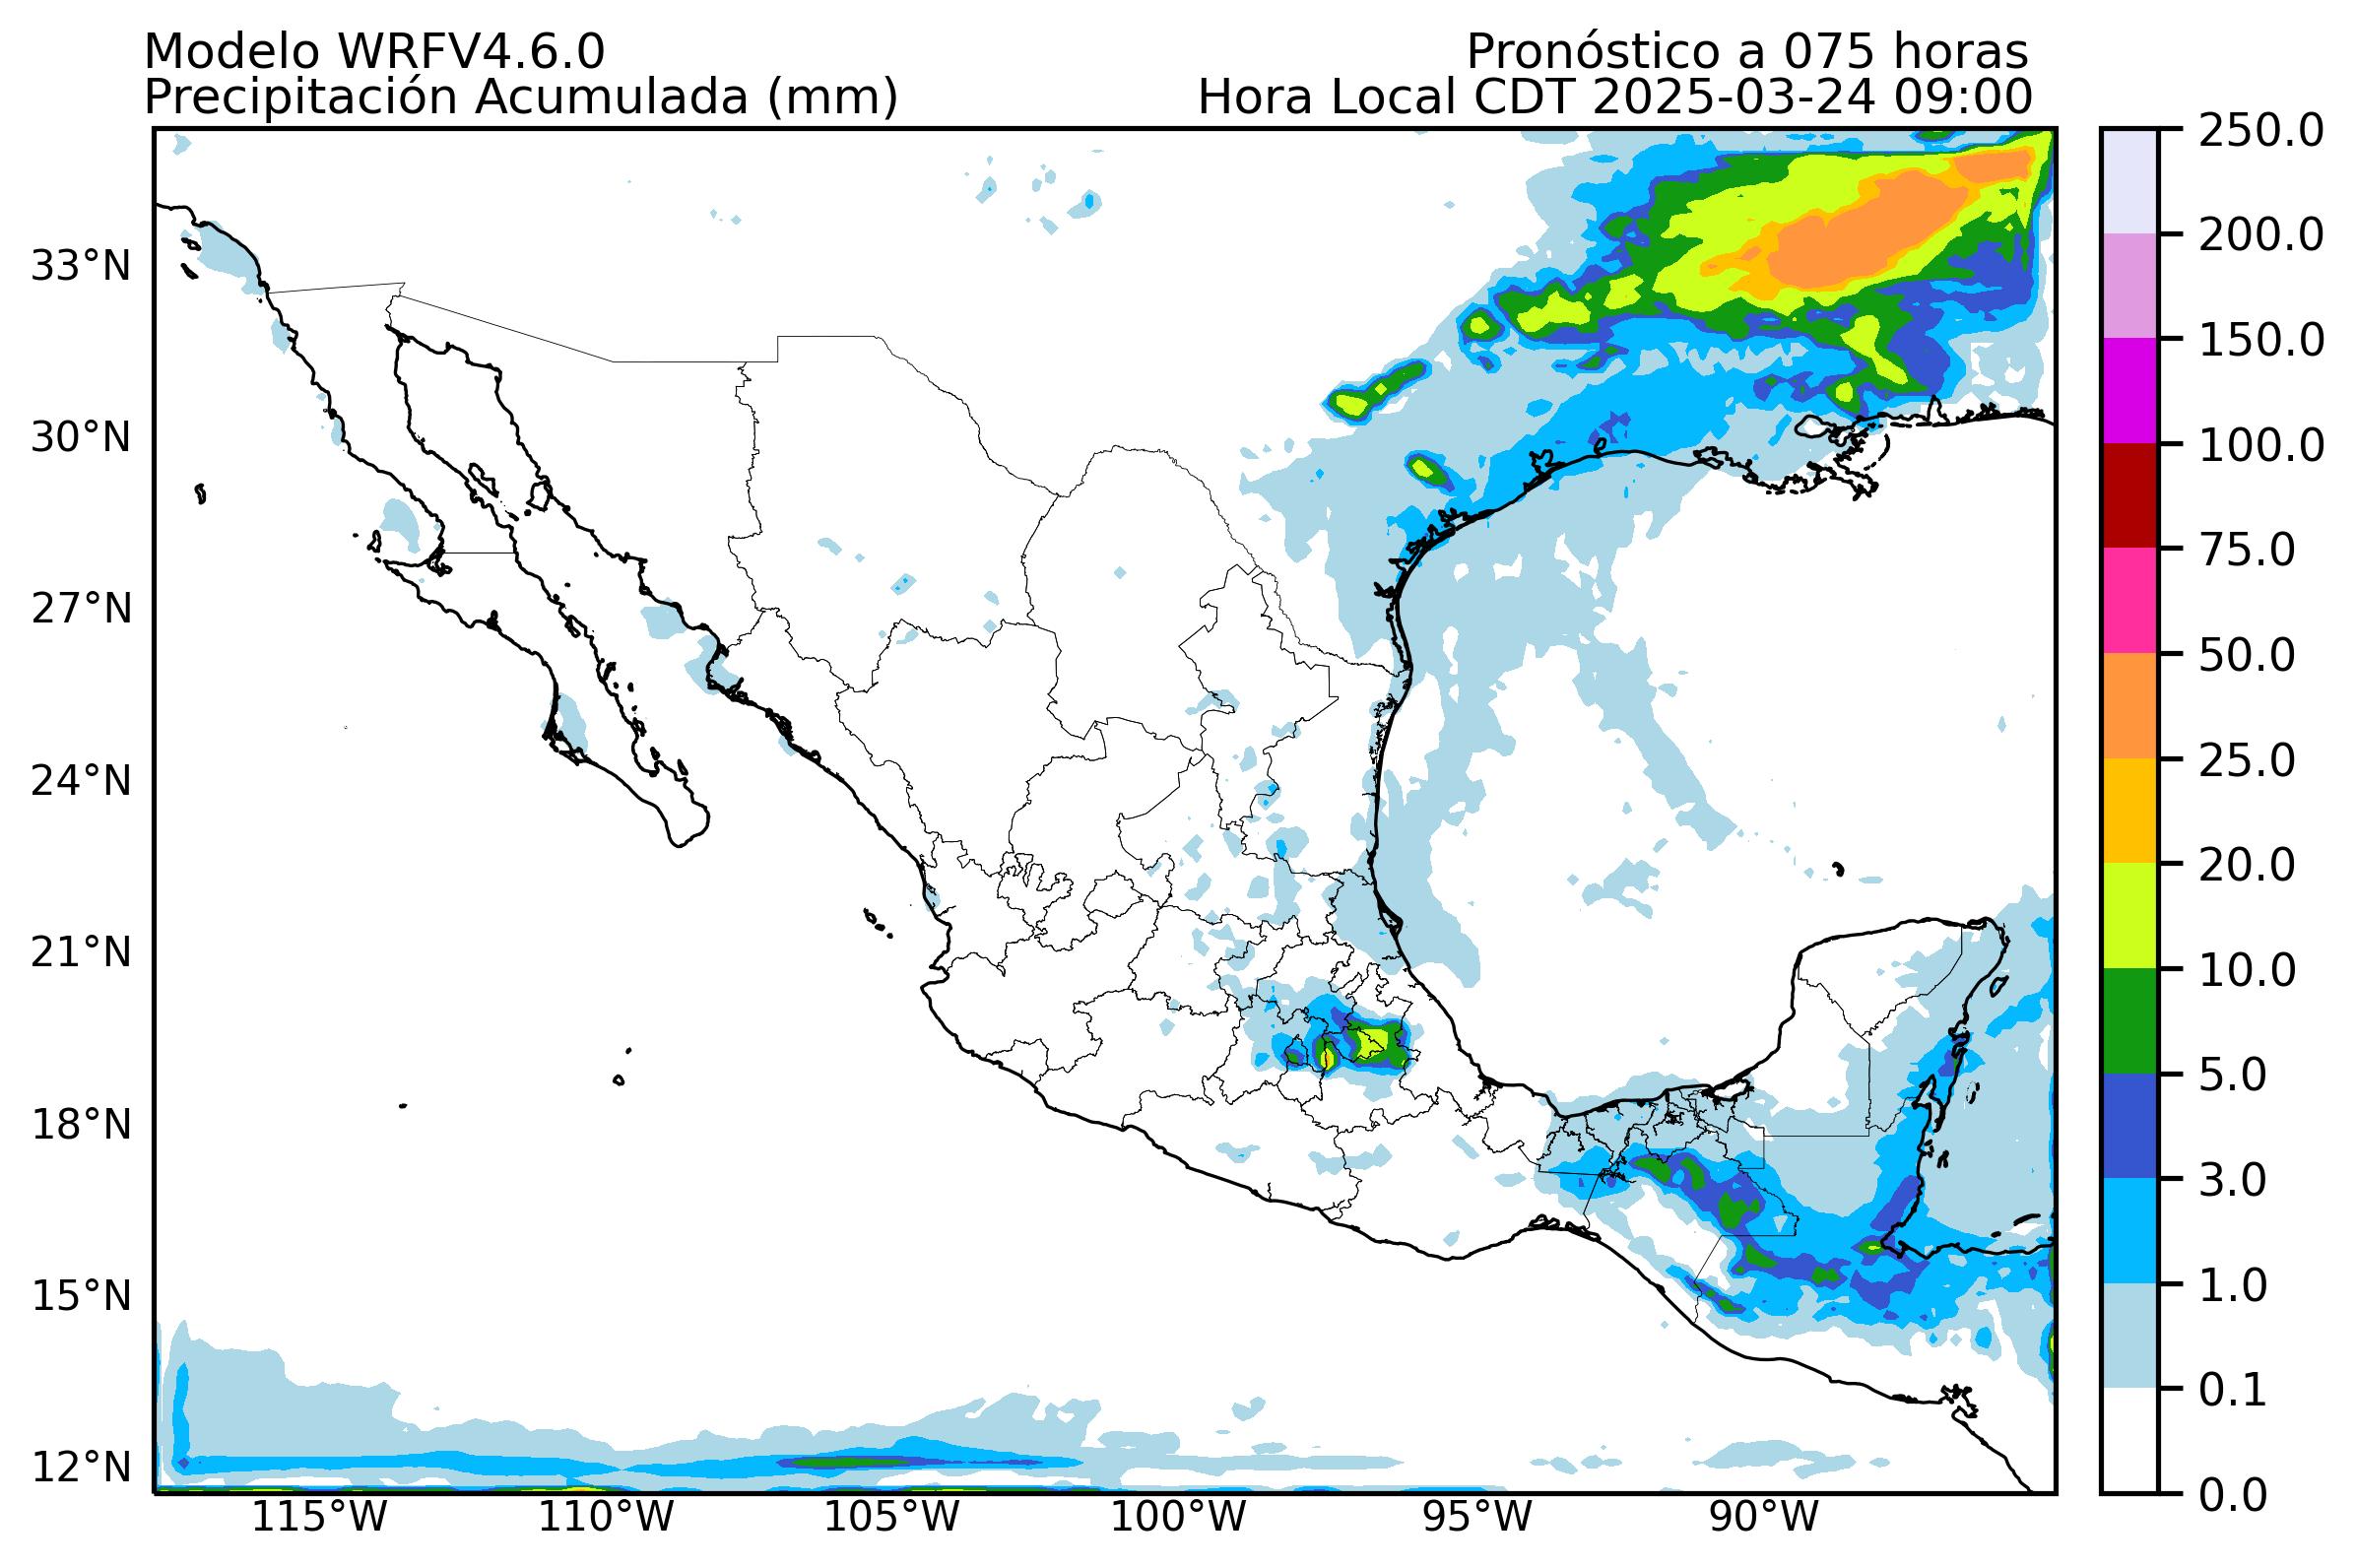 Modelo WRFV4.6.0
Pronóstico a 075 horas
Precipitación Acumulada (mm)
Hora Local CDT 2025-03-24 09:00
33°N
30°N
27°N
24°N
21°N
18°N
15°N
12°N
115°W
110°W
105°W
100°W
95°W
90°W
250.0
200.0
150.0
100.0
75.0
50.0
25.0
20.0
10.0
5.0
3.0
1.0
0.1
0.0